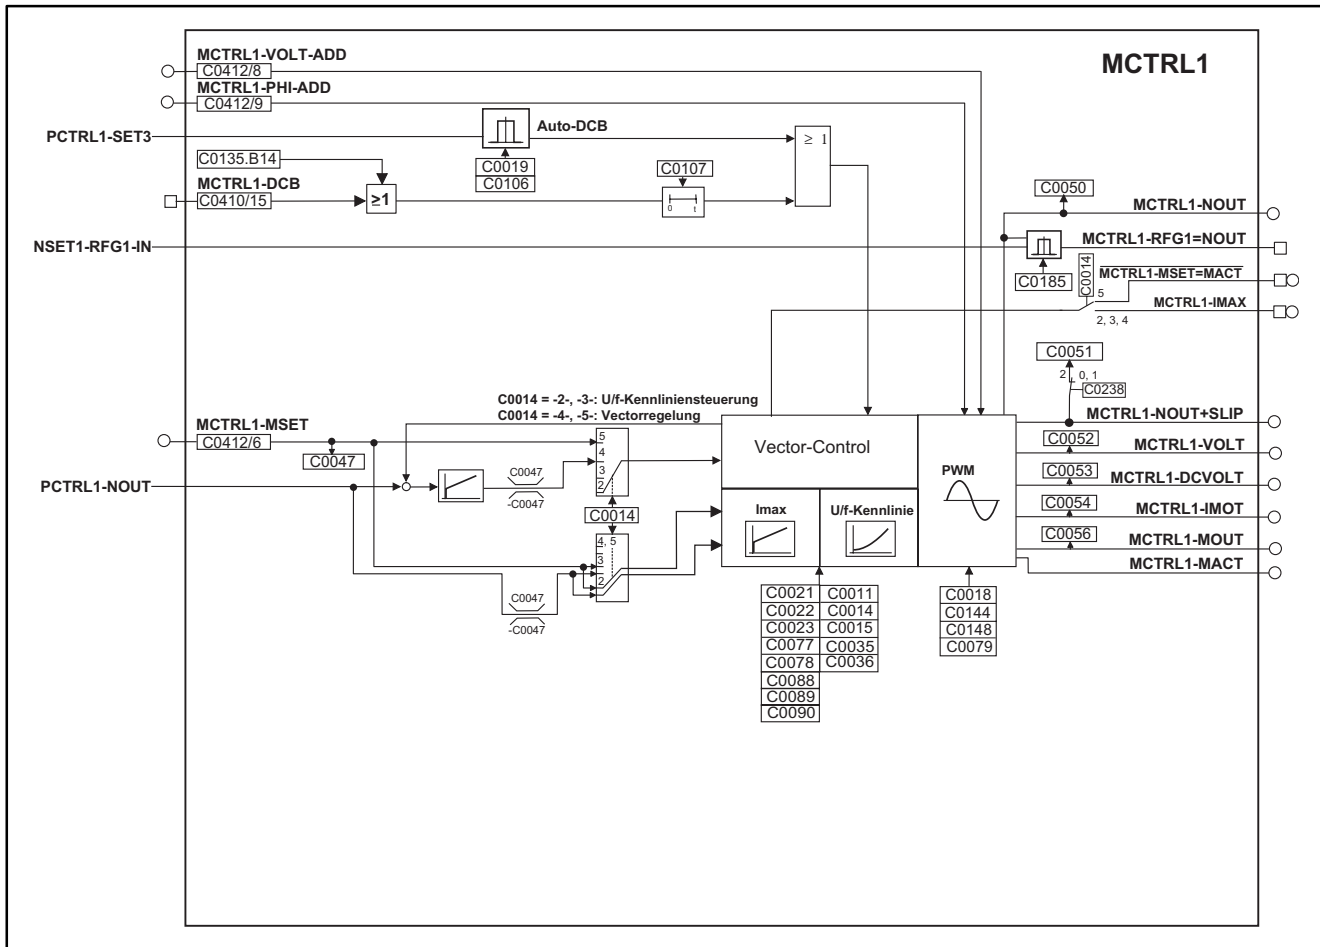 MCTRL1
MCTRL1-VOLT-ADD
C0412/8
MCTRL1-PHI-ADD
C0412/9
PCTRL1-SET3
Auto-DCB
≥ 1
C0019
C0106
C0135.B14
MCTRL1-DCB
C0410/15
≥1
C0107
0 t
NSET1-RFG1-IN
C0050
MCTRL1-NOUT
MCTRL1-RFG1=NOUT
C0185
C0014
MCTRL1-MSET=MACT
5
MCTRL1-IMAX
2, 3, 4
C0051
2 0, 1
C0238
MCTRL1-NOUT+SLIP
C0052
MCTRL1-VOLT
C0053
MCTRL1-DCVOLT
C0054
MCTRL1-IMOT
C0056
MCTRL1-MOUT
MCTRL1-MACT
C0014 = -2-, -3-: U/f-Kennliniensteuerung
C0014 = -4-, -5-: Vectorregelung
MCTRL1-MSET
C0412/6
C0047
PCTRL1-NOUT
C0047
-C0047
5
4
3
2
C0014
4, 5
3
2
C0047
-C0047
Vector-Control
PWM
Imax
U/f-Kennlinie
C0021 C0011
C0022 C0014
C0023 C0015
C0077 C0035
C0078 C0036
C0088
C0089
C0090
C0018
C0144
C0148
C0079